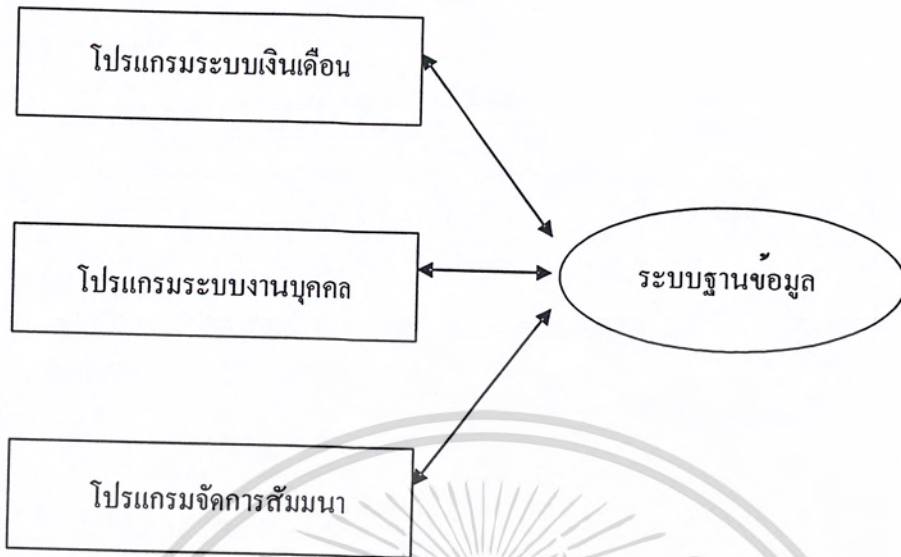 โปรแกรมระบบเงินเดือน
โปรแกรมระบบงานบุคคล
ระบบฐานข้อมูล
โปรแกรมจัดการสัมมนา